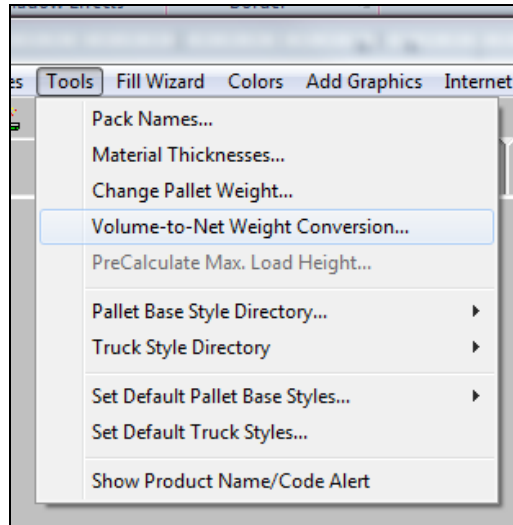 Tools Fill Wizard Colors Add Graphics Internet
Pack Names...
Material Thicknesses...
Change Pallet Weight...
Volume-to-Net Weight Conversion...
PreCalculate Max. Load Height...
Pallet Base Style Directory...
Truck Style Directory
Set Default Pallet Base Styles...
Set Default Truck Styles...
Show Product Name/Code Alert